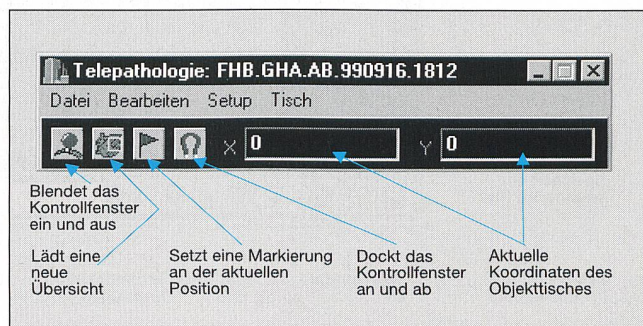 Telepathologie: FHB.GHA.AB.990916.1812
Datei Bearbeiten Setup Tisch
X 0 Y 0
Blendet das
Kontrollfenster
ein und aus
Lädt eine
neue
Übersicht
Setzt eine Markierung
an der aktuellen
Position
Dockt das
Kontrollfenster
an und ab
Aktuelle
Koordinaten des
Objekttisches